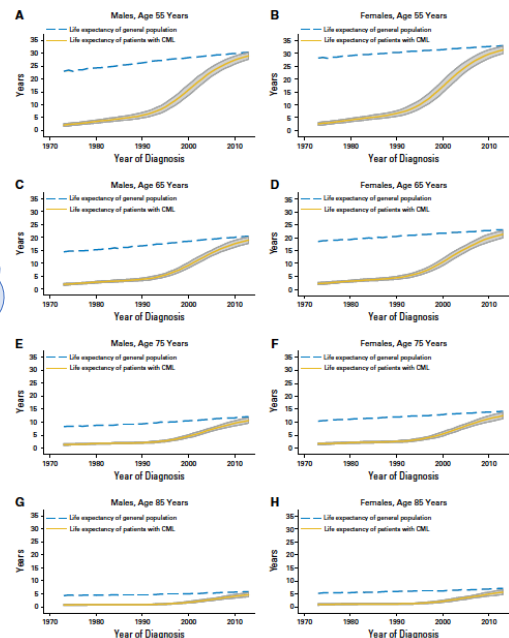 A
Males, Age 55 Years
Life expectancy of general population
Life expectancy of patients with CML
Years
35
30
25
20
15
10
5
0
1970
1980
1990
2000
2010
Year of Diagnosis
B
Females, Age 55 Years
Life expectancy of general population
Life expectancy of patients with CML
Years
35
30
25
20
15
10
5
0
1970
1980
1990
2000
2010
Year of Diagnosis
C
Males, Age 65 Years
Life expectancy of general population
Life expectancy of patients with CML
Years
35
30
25
20
15
10
5
0
1970
1980
1990
2000
2010
Year of Diagnosis
D
Females, Age 65 Years
Life expectancy of general population
Life expectancy of patients with CML
Years
35
30
25
20
15
10
5
0
1970
1980
1990
2000
2010
Year of Diagnosis
E
Males, Age 75 Years
Life expectancy of general population
Life expectancy of patients with CML
Years
35
30
25
20
15
10
5
0
1970
1980
1990
2000
2010
Year of Diagnosis
F
Females, Age 75 Years
Life expectancy of general population
Life expectancy of patients with CML
Years
35
30
25
20
15
10
5
0
1970
1980
1990
2000
2010
Year of Diagnosis
G
Males, Age 85 Years
Life expectancy of general population
Life expectancy of patients with CML
Years
35
30
25
20
15
10
5
0
1970
1980
1990
2000
2010
Year of Diagnosis
H
Females, Age 85 Years
Life expectancy of general population
Life expectancy of patients with CML
Years
35
30
25
20
15
10
5
0
1970
1980
1990
2000
2010
Year of Diagnosis